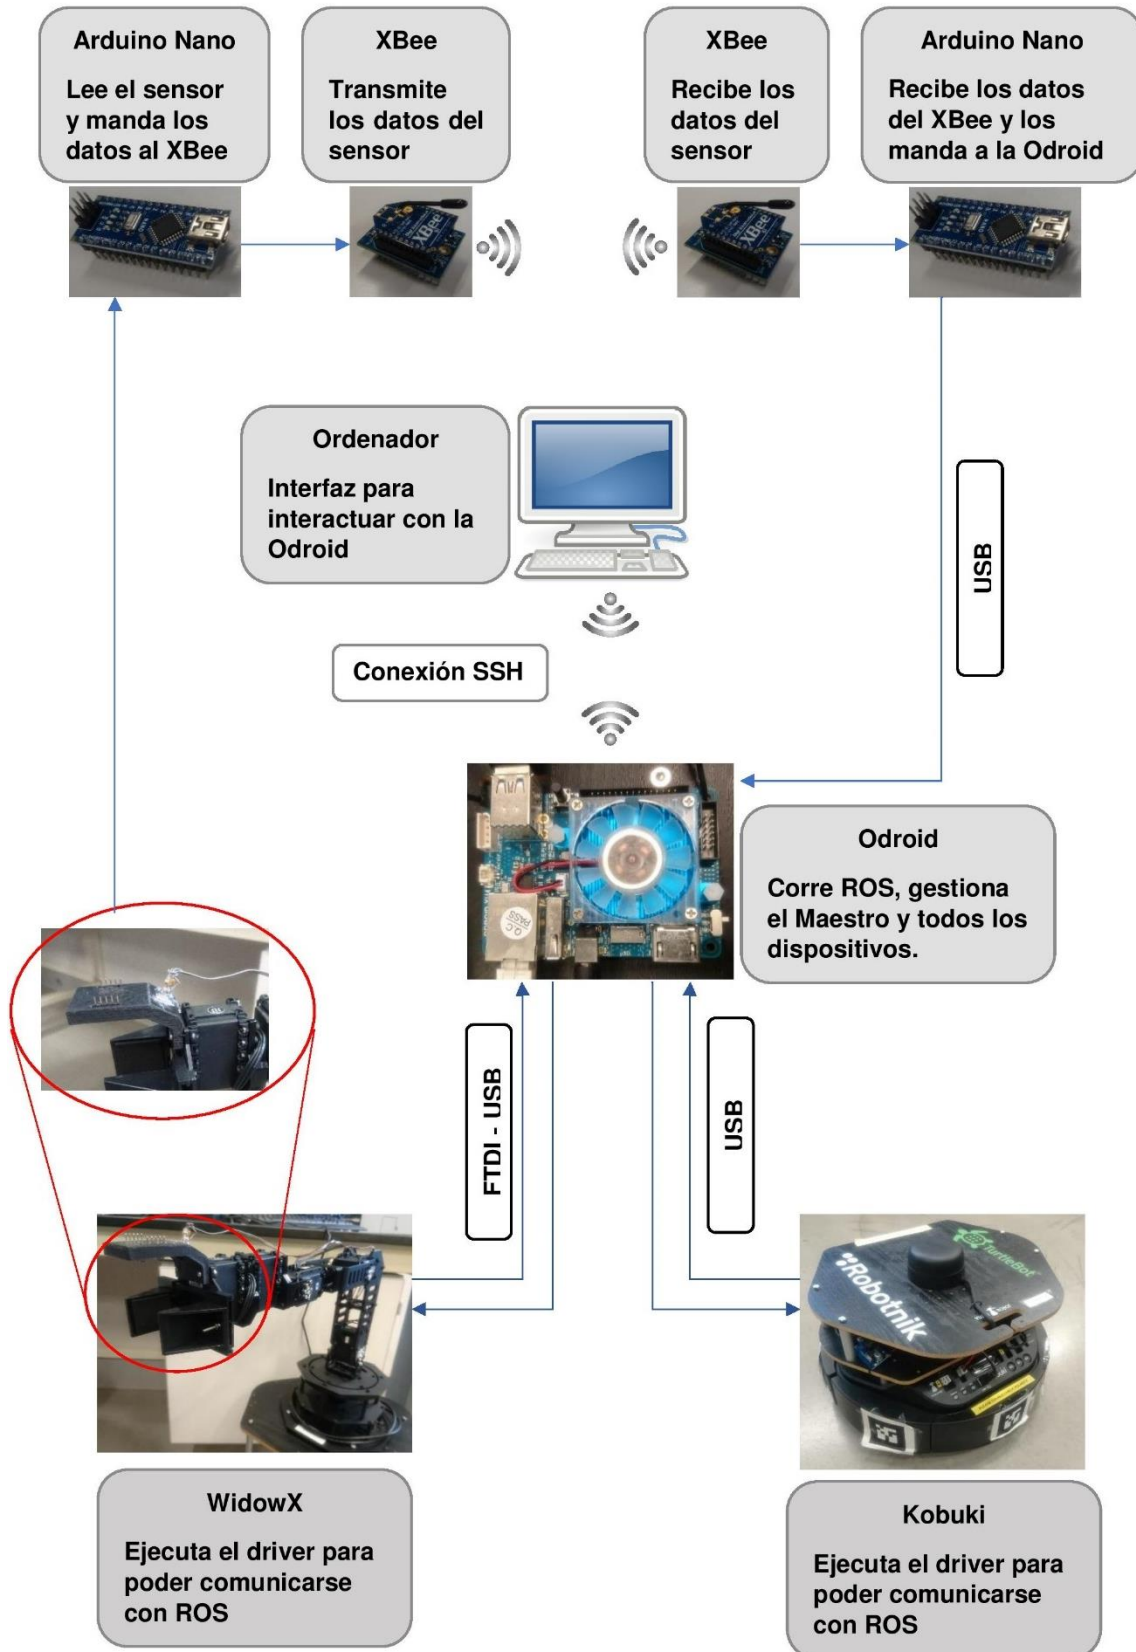 Arduino Nano
Lee el sensor
y manda los
datos al XBee
XBee
Transmite
los datos del
sensor
XBee
Recibe los
datos del
sensor
Arduino Nano
Recibe los datos
del XBee y los
manda a la Odroid
XBee
XBee
Ordenador
Interfaz para
interactuar con la
Odroid
USB
Conexión SSH
Odroid
Corre ROS, gestiona
el Maestro y todos los
dispositivos.
Q.C
PASS
FTDI - USB
USB
TurtleBot
Robotnik
WidowX
Ejecuta el driver para
poder comunicarse
con ROS
Kobuki
Ejecuta el driver para
poder comunicarse
con ROS